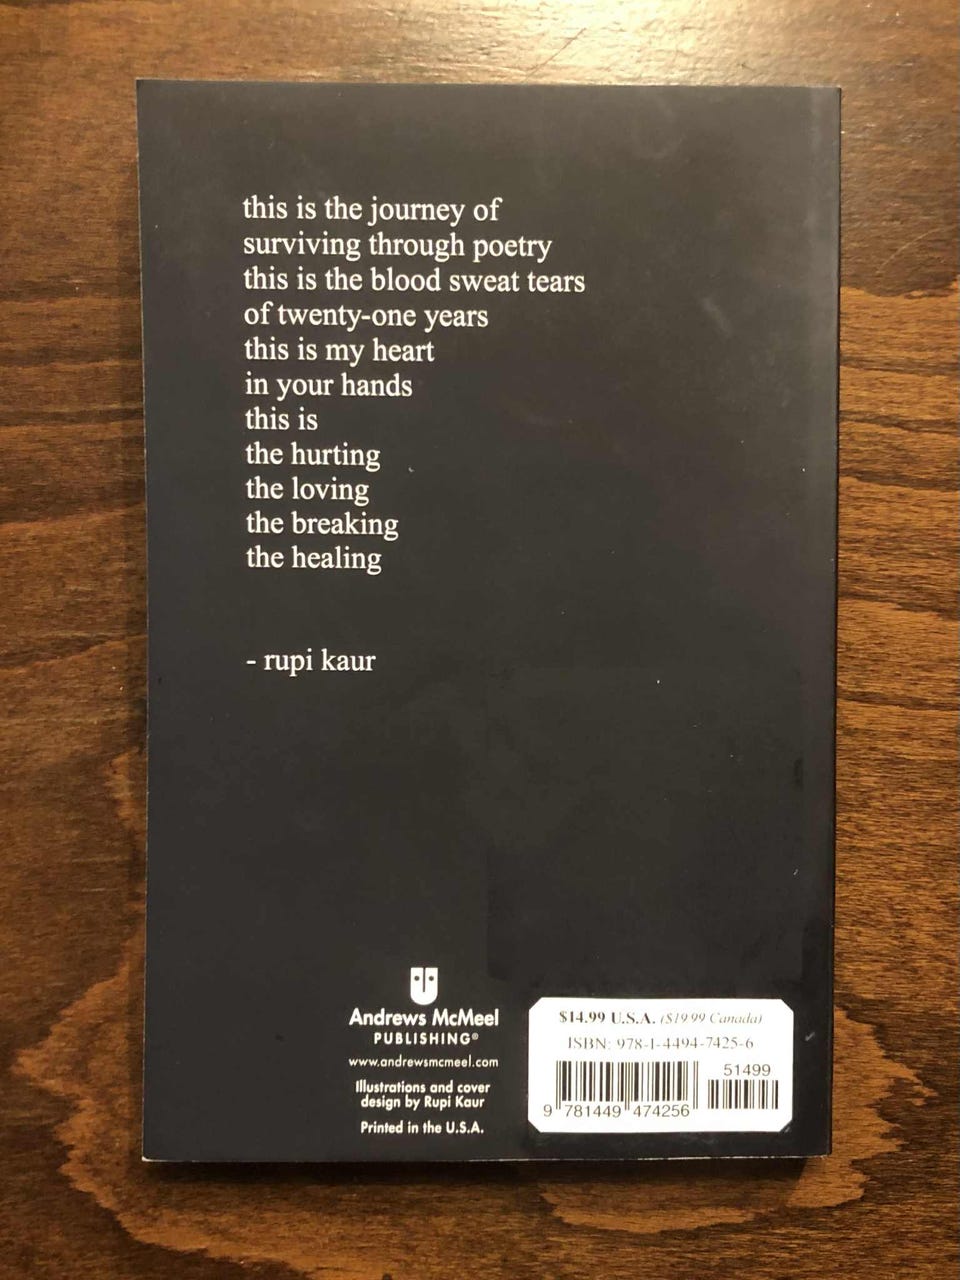 this is the journey of
surviving through poetry
this is the blood sweat tears
of twenty-one years
this is my heart
in your hands
this is
the hurting
the loving
the breaking
the healing
- rupi kaur
Andrews McMeel
PUBLISHING®
www.andrewsmcmeel.com
Illustrations and cover
design by Rupi Kaur
Printed in the U.S.A.
$14.99 U.S.A. ($19.99 Canada)
ISBN: 978-1-4494-7425-6
51499
9 781449 474256